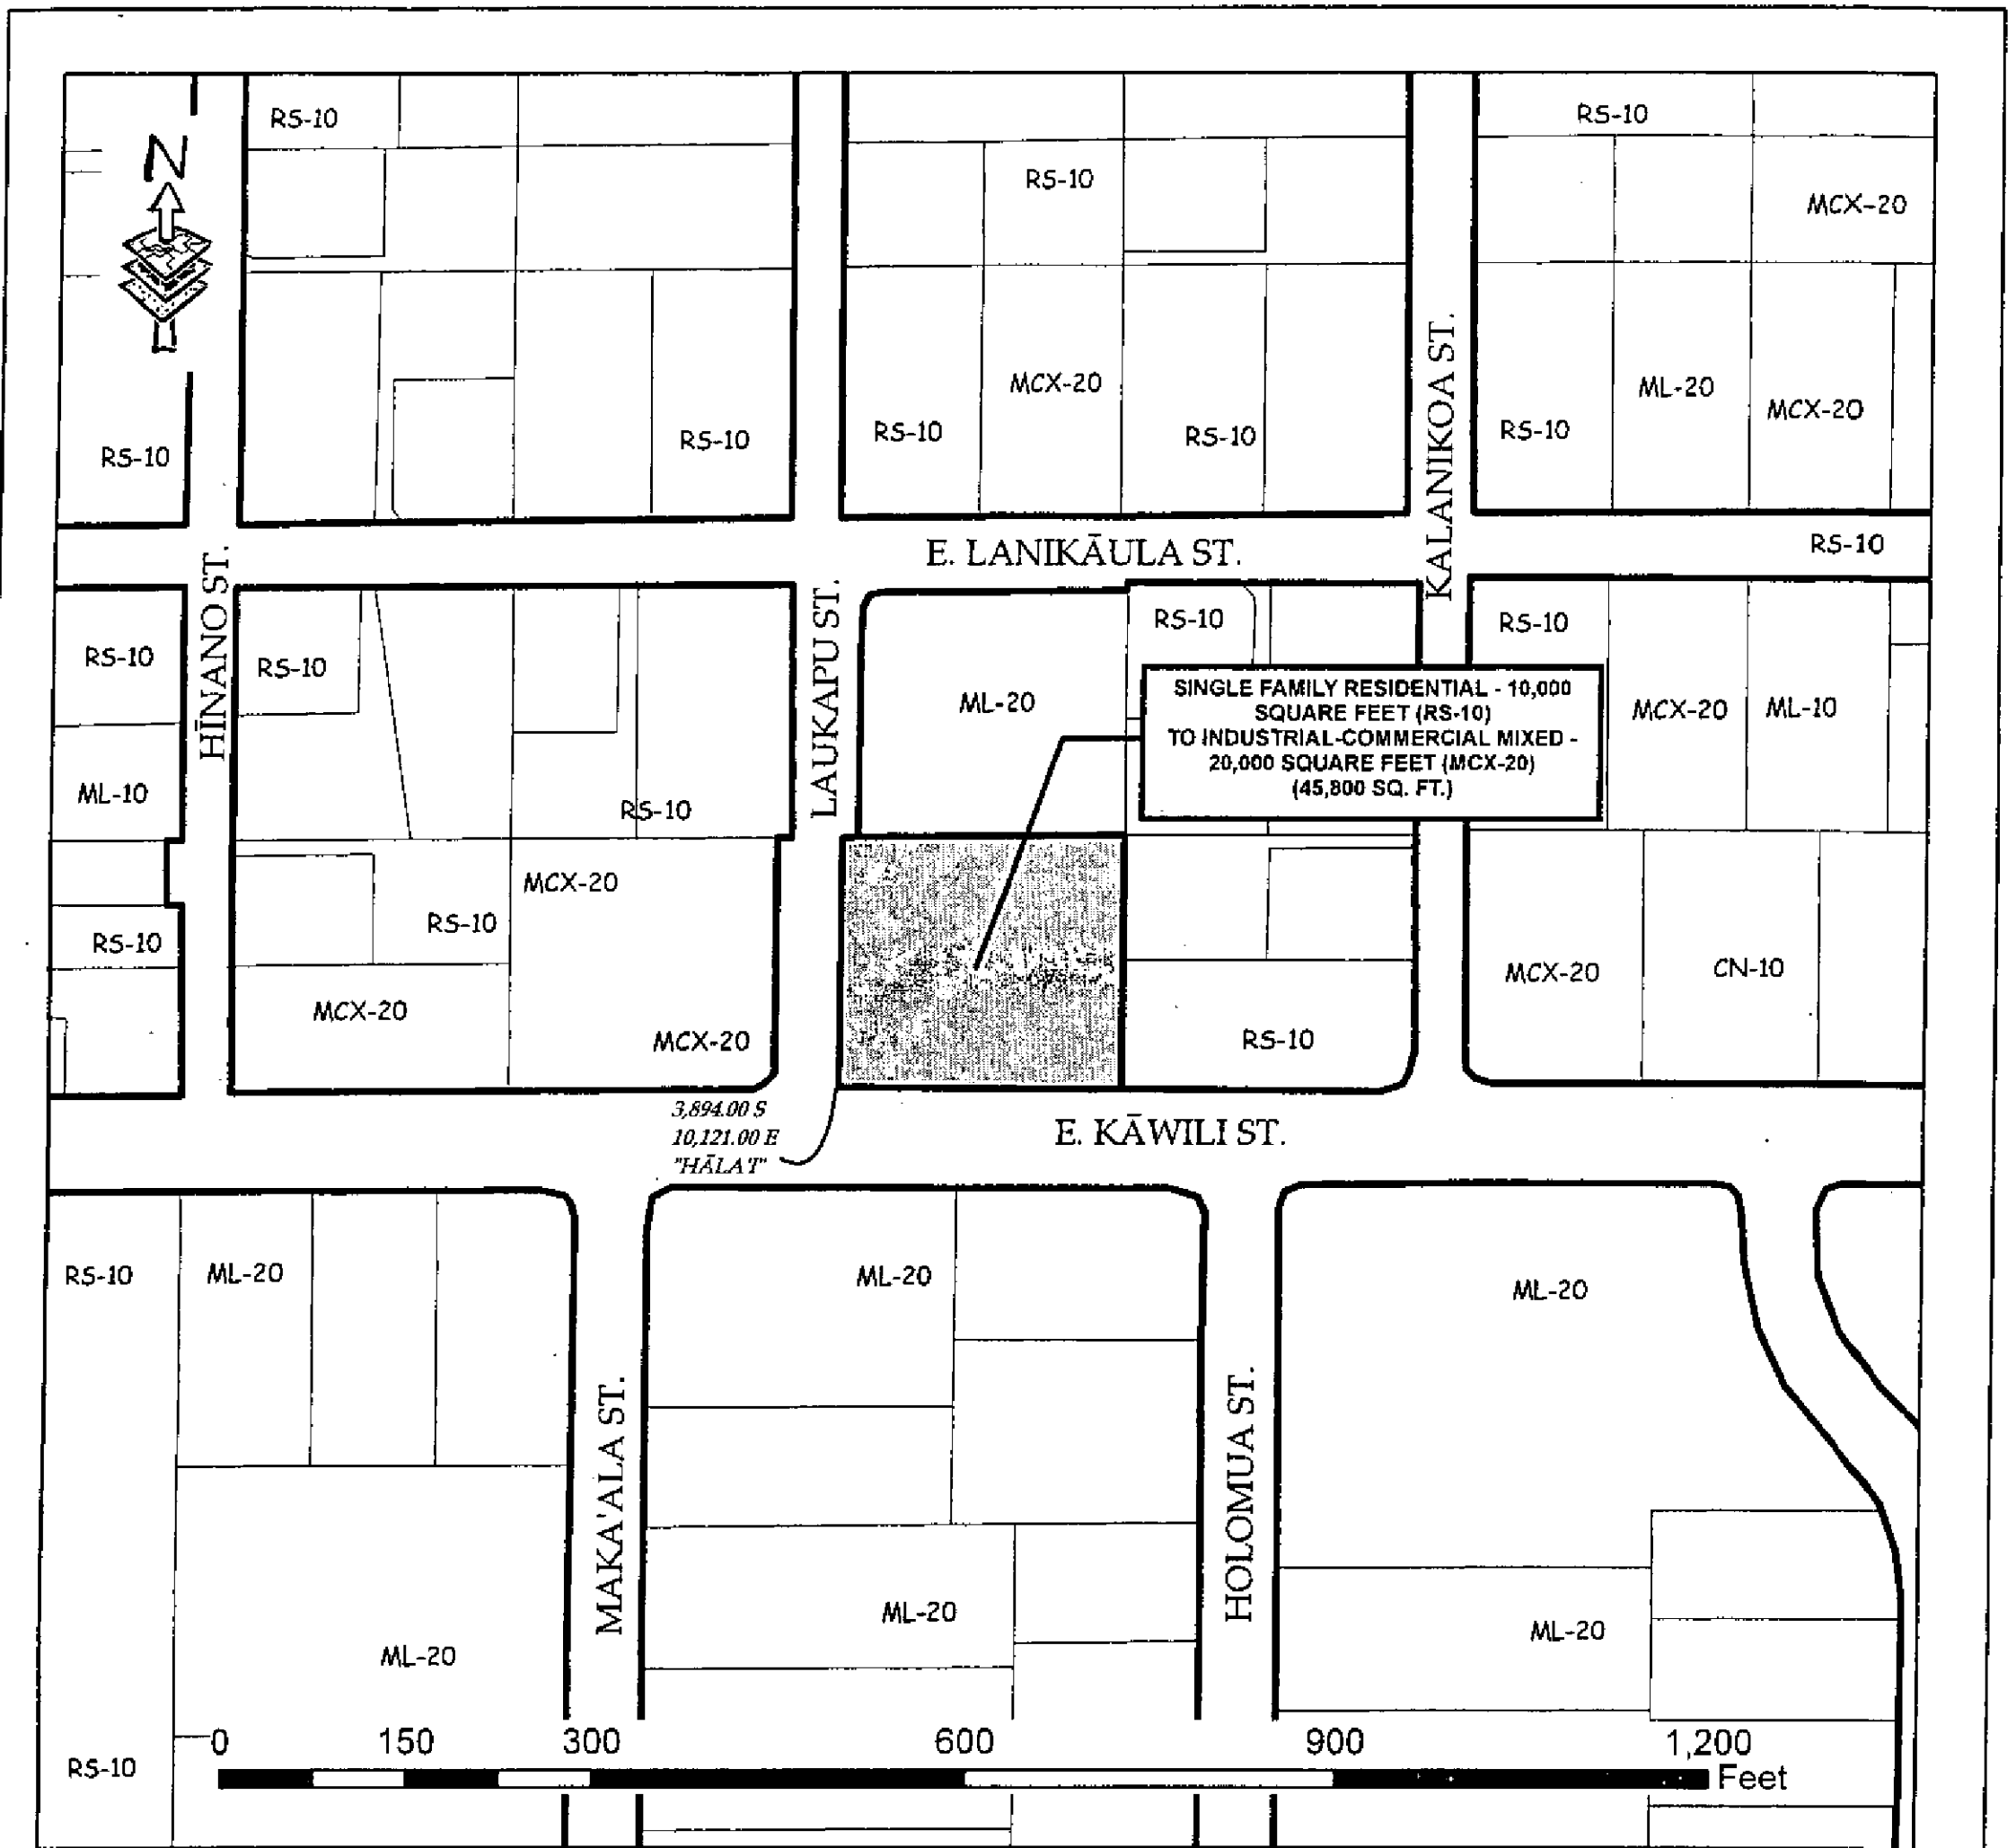 RS-10
RS-10
N
RS-10
MCX-20
MCX-20
ML-20
MCX-20
RS-10
RS-10
RS-10
RS-10
RS-10
KALANIKOA ST.
E. LANIKĀULA ST.
RS-10
HĪNANO ST.
LAUKAPU ST.
RS-10
RS-10
RS-10
RS-10
ML-20
SINGLE FAMILY RESIDENTIAL - 10,000
SQUARE FEET (RS-10)
TO INDUSTRIAL-COMMERCIAL MIXED -
20,000 SQUARE FEET (MCX-20)
(45,800 SQ. FT.)
MCX-20
ML-10
ML-10
RS-10
MCX-20
RS-10
RS-10
MCX-20
CN-10
MCX-20
MCX-20
RS-10
3,894.00 S
10,121.00 E
"HĀLA'I"
E. KĀWILI ST.
RS-10
ML-20
ML-20
ML-20
MAKA'ALA ST.
HOLOMUA ST.
ML-20
ML-20
ML-20
RS-10
0 150 300 600 900 1,200
Feet